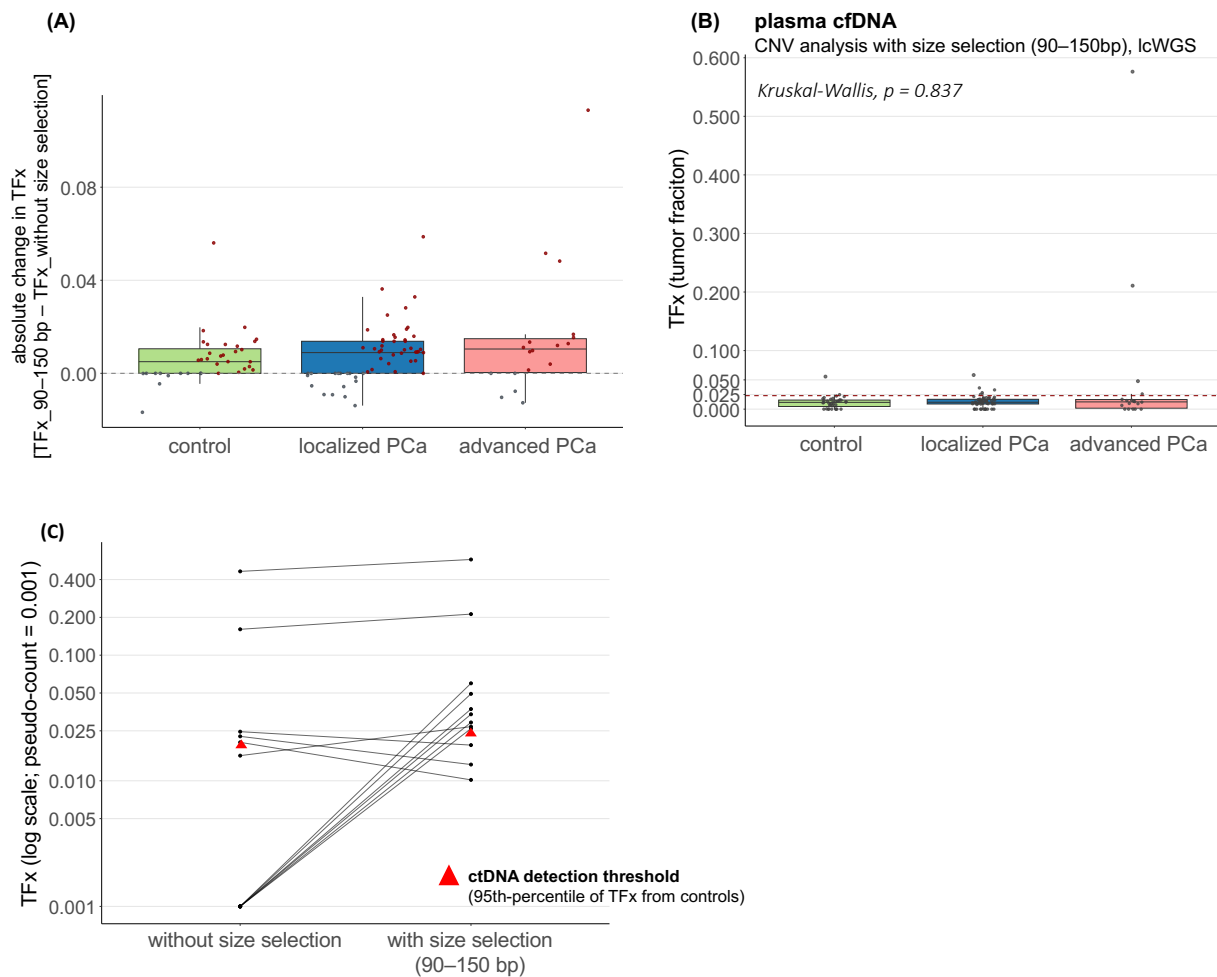 (A)
absolute change in TFx
[TFx_90–150 bp – TFx_without size selection]
0.08
0.04
0.00
control
localized PCa
advanced PCa
(B) plasma cfDNA
CNV analysis with size selection (90–150bp), lcWGS
Kruskal-Wallis, p = 0.837
TFx (tumor fraciton)
0.600
0.500
0.400
0.300
0.200
0.100
0.050
0.025
0.000
control
localized PCa
advanced PCa
(C)
TFx (log scale; pseudo-count = 0.001)
0.400
0.200
0.100
0.050
0.025
0.010
0.005
0.001
ctDNA detection threshold
(95th-percentile of TFx from controls)
without size selection
with size selection
(90–150 bp)